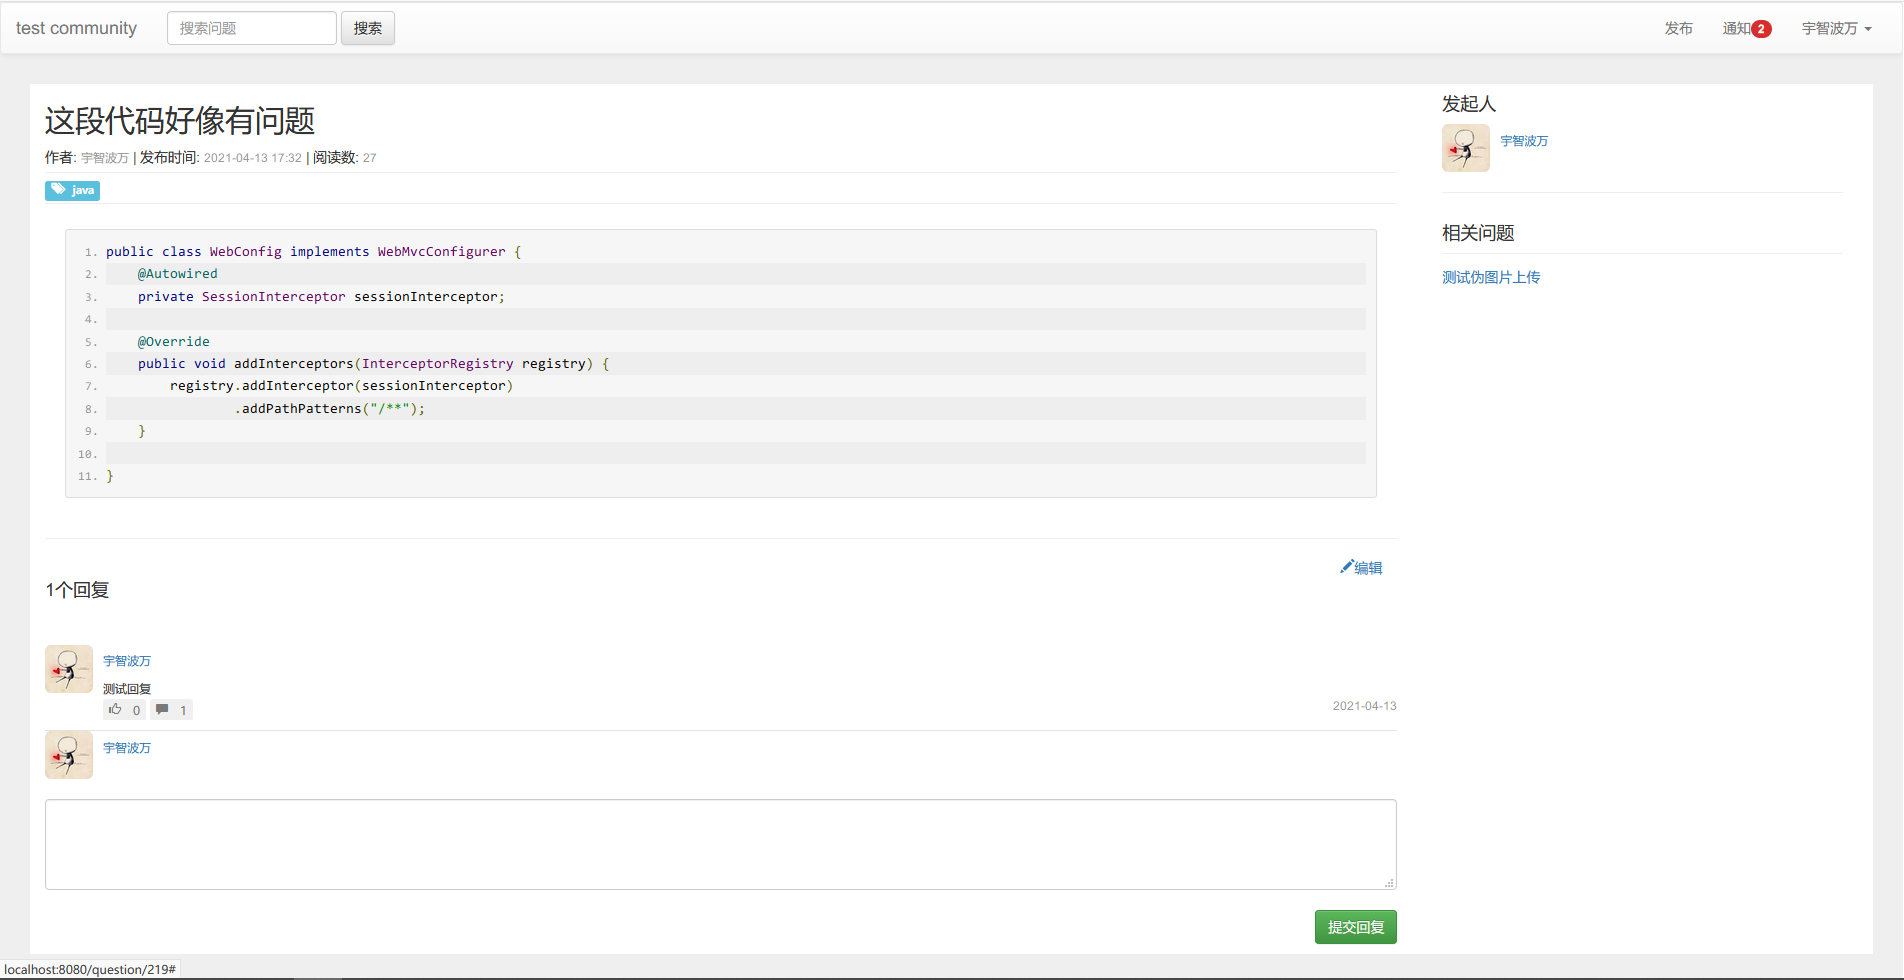 test community 搜索问题 搜索 发布 通知2 宇智波万
这段代码好像有问题
作者: 宇智波万 | 发布时间: 2021-04-13 17:32 | 阅读数: 27
java
1. public class WebConfig implements WebMvcConfigurer {
2. @Autowired
3. private SessionInterceptor sessionInterceptor;
4.
5. @Override
6. public void addInterceptors(InterceptorRegistry registry) {
7. registry.addInterceptor(sessionInterceptor)
8. .addPathPatterns("/**");
9. }
10.
11. }
编辑
1个回复
宇智波万
测试回复
0 1
2021-04-13
宇智波万
提交回复
发起人
宇智波万
相关问题
测试伪图片上传
localhost:8080/question/219#